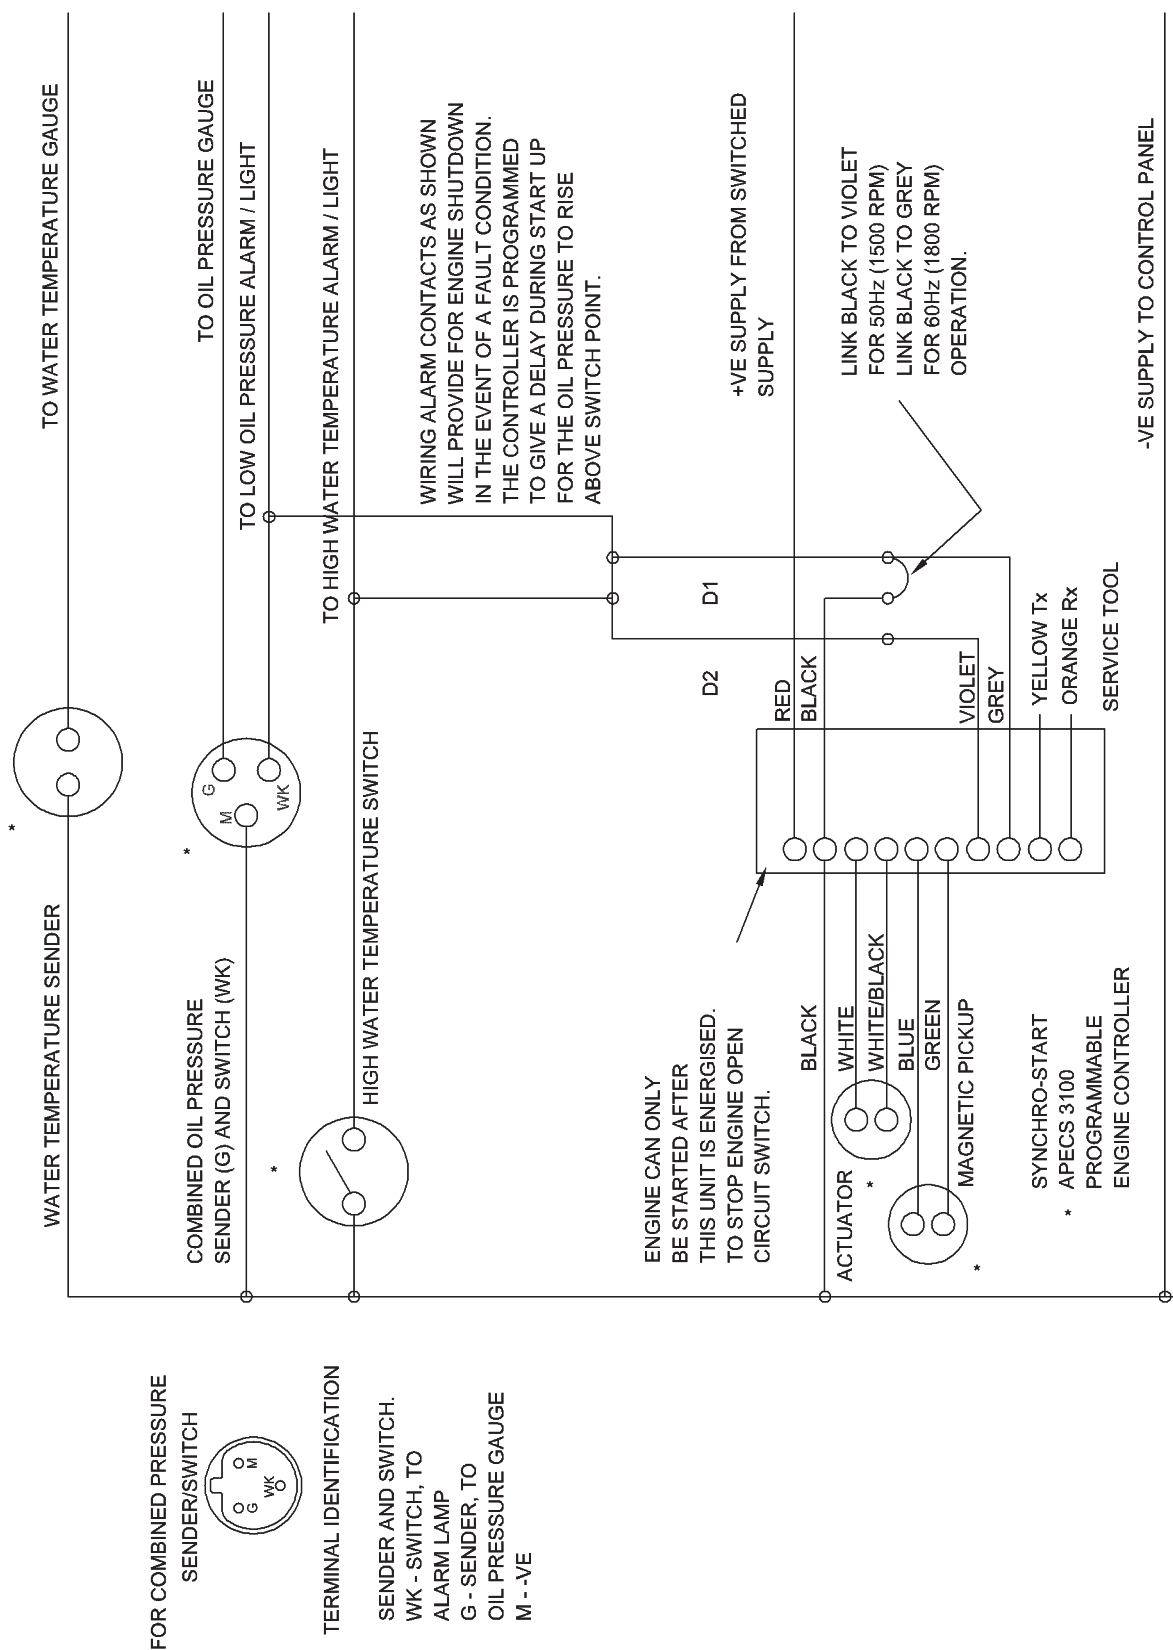 FOR COMBINED PRESSURE
SENDER/SWITCH
G
M
WK
TERMINAL IDENTIFICATION
SENDER AND SWITCH.
WK - SWITCH, TO
ALARM LAMP
G - SENDER, TO
OIL PRESSURE GAUGE
M - -VE
WATER TEMPERATURE SENDER
*
TO WATER TEMPERATURE GAUGE
COMBINED OIL PRESSURE
SENDER (G) AND SWITCH (WK)
*
M
G
WK
TO OIL PRESSURE GAUGE
TO LOW OIL PRESSURE ALARM / LIGHT
*
HIGH WATER TEMPERATURE SWITCH
TO HIGH WATER TEMPERATURE ALARM / LIGHT
WIRING ALARM CONTACTS AS SHOWN
WILL PROVIDE FOR ENGINE SHUTDOWN
IN THE EVENT OF A FAULT CONDITION.
THE CONTROLLER IS PROGRAMMED
TO GIVE A DELAY DURING START UP
FOR THE OIL PRESSURE TO RISE
ABOVE SWITCH POINT.
ENGINE CAN ONLY
BE STARTED AFTER
THIS UNIT IS ENERGISED.
TO STOP ENGINE OPEN
CIRCUIT SWITCH.
D2
D1
+VE SUPPLY FROM SWITCHED
SUPPLY
RED
BLACK
BLACK
WHITE
WHITE/BLACK
BLUE
GREEN
ACTUATOR
*
MAGNETIC PICKUP
*
VIOLET
GREY
YELLOW Tx
ORANGE Rx
SERVICE TOOL
LINK BLACK TO VIOLET
FOR 50Hz (1500 RPM)
LINK BLACK TO GREY
FOR 60Hz (1800 RPM)
OPERATION.
SYNCHRO-START
* APECS 3100
PROGRAMMABLE
ENGINE CONTROLLER
-VE SUPPLY TO CONTROL PANEL